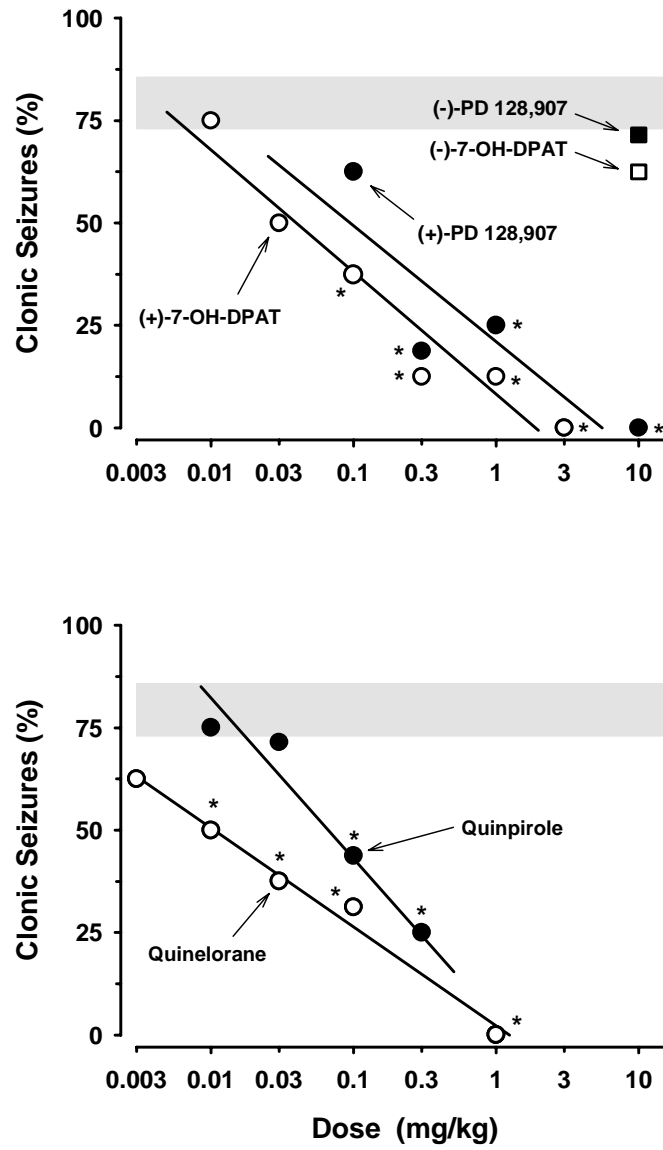 100
75
50
25
0
Clonic Seizures (%)
(-)-PD 128,907
(-)-7-OH-DPAT
(+)-PD 128,907
(+)-7-OH-DPAT
*
*
*
*
*
*
*
0.003 0.01 0.03 0.1 0.3 1 3 10
100
75
50
25
0
Clonic Seizures (%)
Quinpirole
Quinelorane
*
*
*
*
*
*
0.003 0.01 0.03 0.1 0.3 1 3 10
Dose (mg/kg)